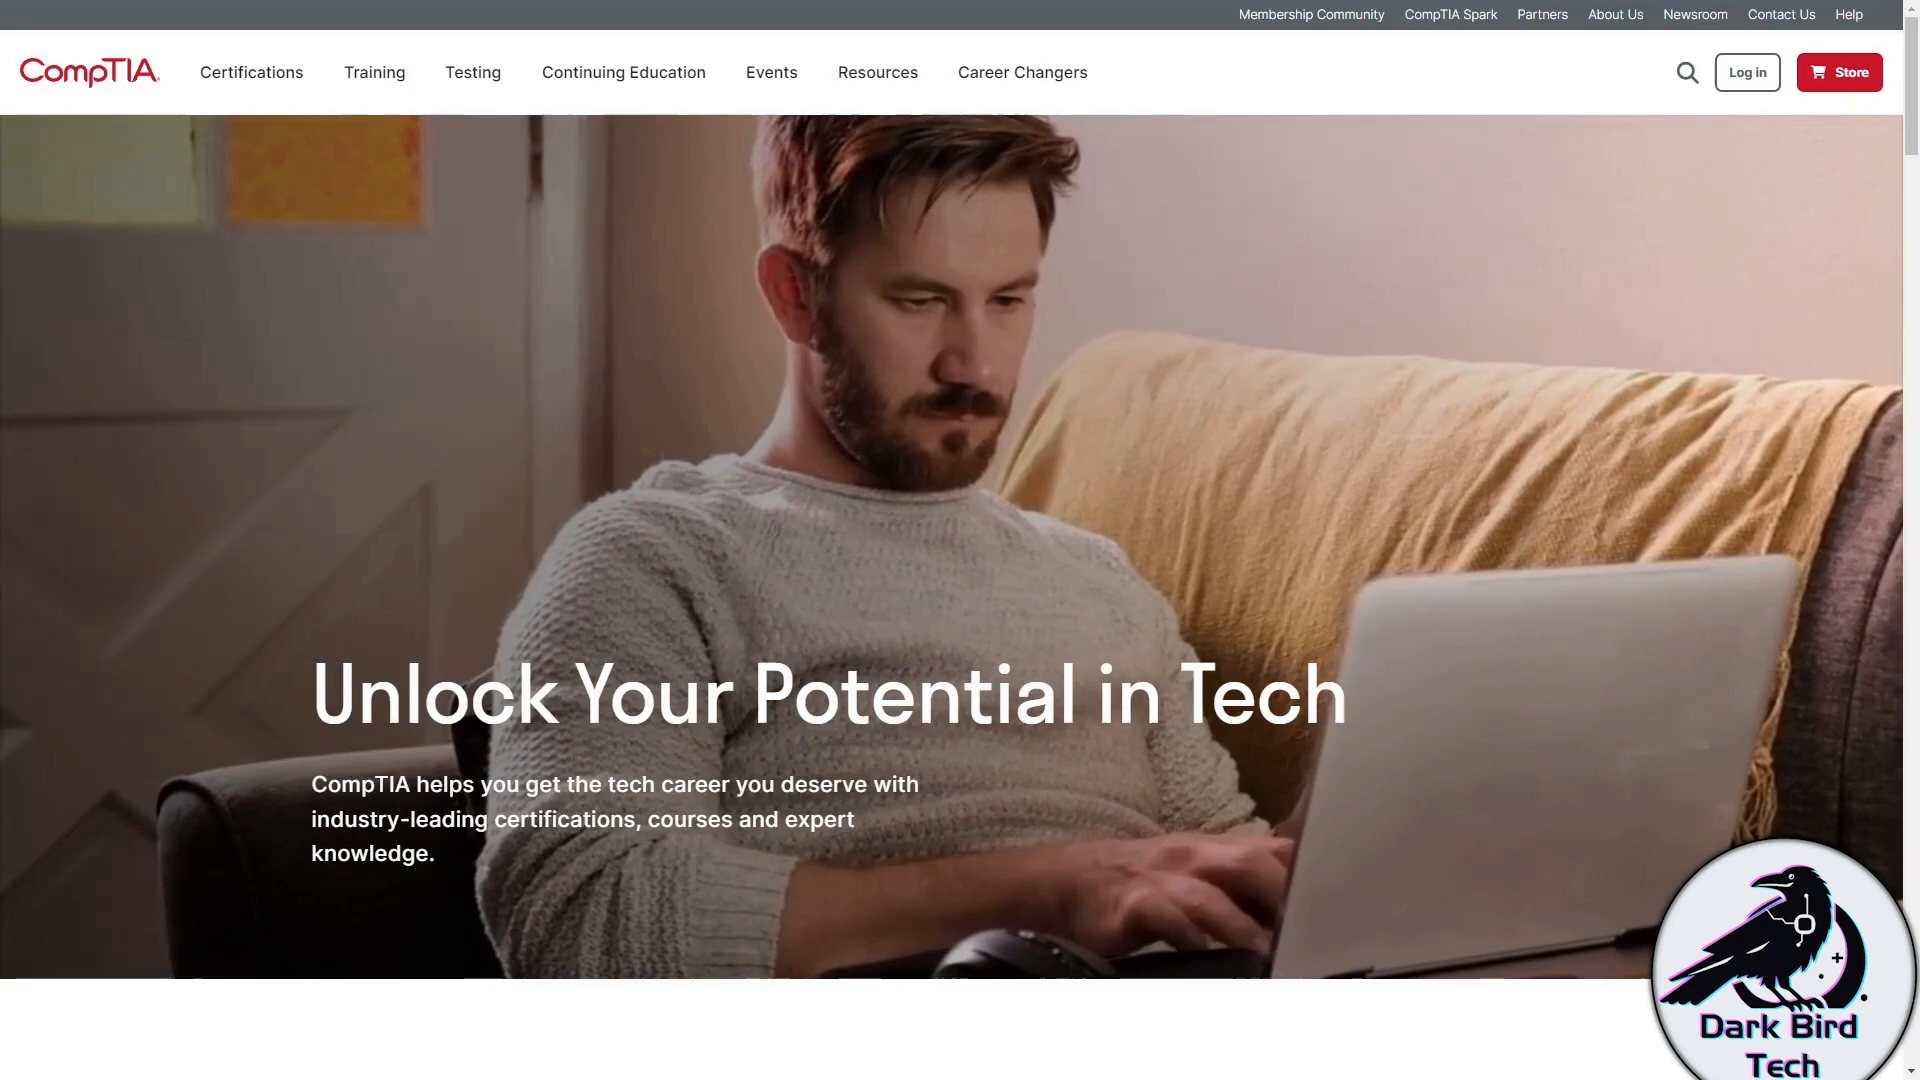 Membership Community CompTIA Spark Partners About Us Newsroom Contact Us Help
CompTIA Certifications Training Testing Continuing Education Events Resources Career Changers Log in Store
Unlock Your Potential in Tech
CompTIA helps you get the tech career you deserve with
industry-leading certifications, courses and expert
knowledge.
Dark Bird
Tech